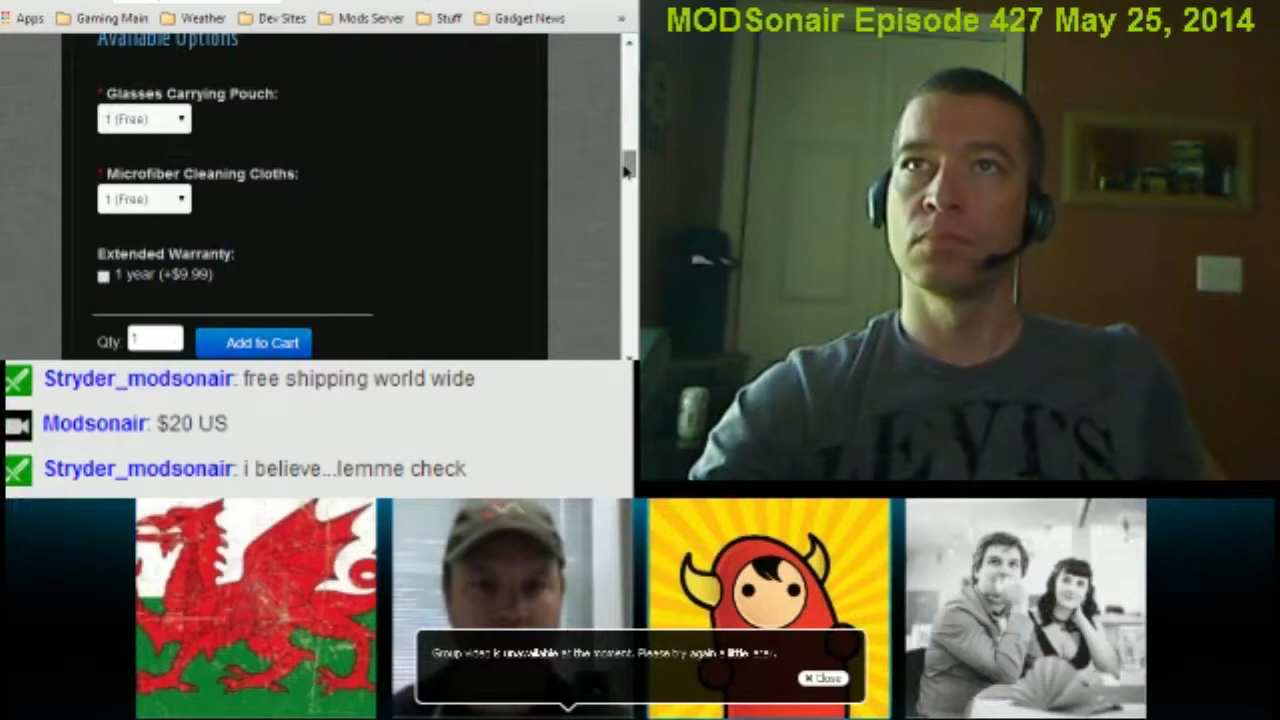 Apps Gaming Main Weather Dev Sites Mods Server Stuff Gadget News »
MODSonair Episode 427 May 25, 2014
Available Options
* Glasses Carrying Pouch:
1 (Free)
* Microfiber Cleaning Cloths:
1 (Free)
Extended Warranty:
1 year (+$9.99)
Qty: 1 Add to Cart
LEVI'S
Stryder_modsonair: free shipping world wide
Modsonair: $20 US
Stryder_modsonair: i believe...lemme check
Group video is unavailable at the moment. Please try again a little later.
Close